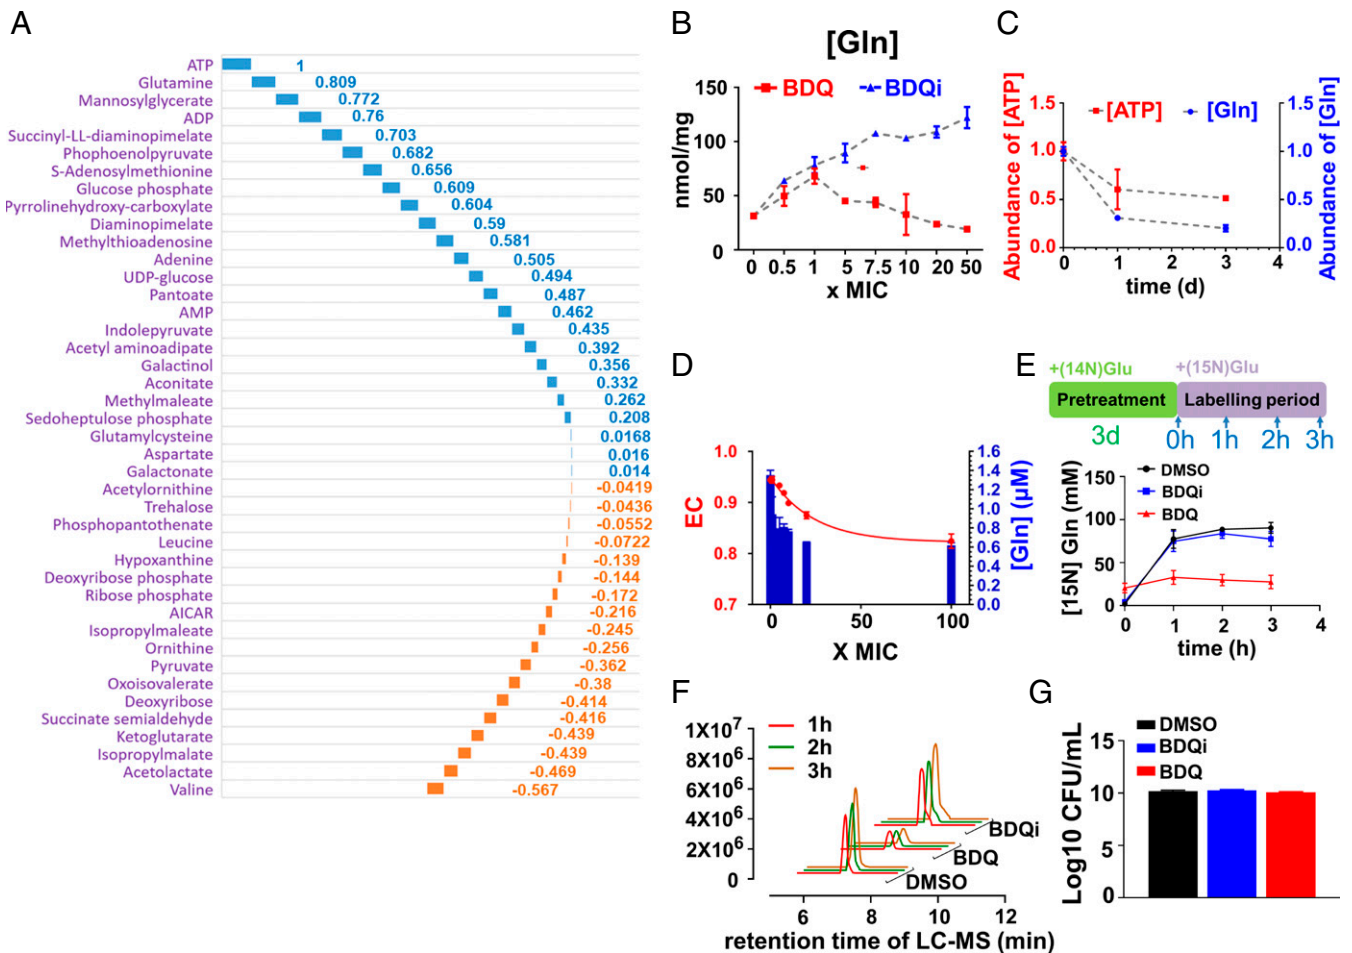 A
ATP 1
Glutamine 0.809
Mannosylglycerate 0.772
ADP 0.76
Succinyl-LL-diaminopimelate 0.703
Phophoenolpyruvate 0.682
S-Adenosylmethionine 0.656
Glucose phosphate 0.609
Pyrrolinehydroxy-carboxylate 0.604
Diaminopimelate 0.59
Methylthioadenosine 0.581
Adenine 0.505
UDP-glucose 0.494
Pantoate 0.487
AMP 0.462
Indolepyruvate 0.435
Acetyl aminoadipate 0.392
Galactinol 0.356
Aconitate 0.332
Methylmaleate 0.262
Sedoheptulose phosphate 0.208
Glutamylcysteine 0.0168
Aspartate 0.016
Galactonate 0.014
Acetylornithine -0.0419
Trehalose -0.0436
Phosphopantothenate -0.0552
Leucine -0.0722
Hypoxanthine -0.139
Deoxyribose phosphate -0.144
Ribose phosphate -0.172
AICAR -0.216
Isopropylmaleate -0.245
Ornithine -0.256
Pyruvate -0.362
Oxoisovalerate -0.38
Deoxyribose -0.414
Succinate semialdehyde -0.416
Ketoglutarate -0.439
Isopropylmalate -0.439
Acetolactate -0.469
Valine -0.567
B
[Gln]
BDQ BDQi
nmol/mg
150
100
50
0
0 0.5 1 5 7.5 10 20 50
x MIC
C
[ATP] [Gln]
Abundance of [ATP]
1.5
1.0
0.5
0.0
Abundance of [Gln]
1.5
1.0
0.5
0.0
0 1 2 3 4
time (d)
D
EC
1.0
0.9
0.8
0.7
[Gln] (µM)
1.6
1.4
1.2
1.0
0.8
0.6
0.4
0.2
0.0
0 50 100
X MIC
E
+(14N)Glu +(15N)Glu
Pretreatment Labelling period
3d 0h 1h 2h 3h
DMSO
BDQi
BDQ
[15N] Gln (mM)
150
100
50
0
0 1 2 3 4
time (h)
F
1h
2h
3h
1X10⁷
8X10⁶
6X10⁶
4X10⁶
2X10⁶
0
BDQi
BDQ
DMSO
6 8 10 12
retention time of LC-MS (min)
G
DMSO
BDQi
BDQ
Log10 CFU/mL
15
10
5
0